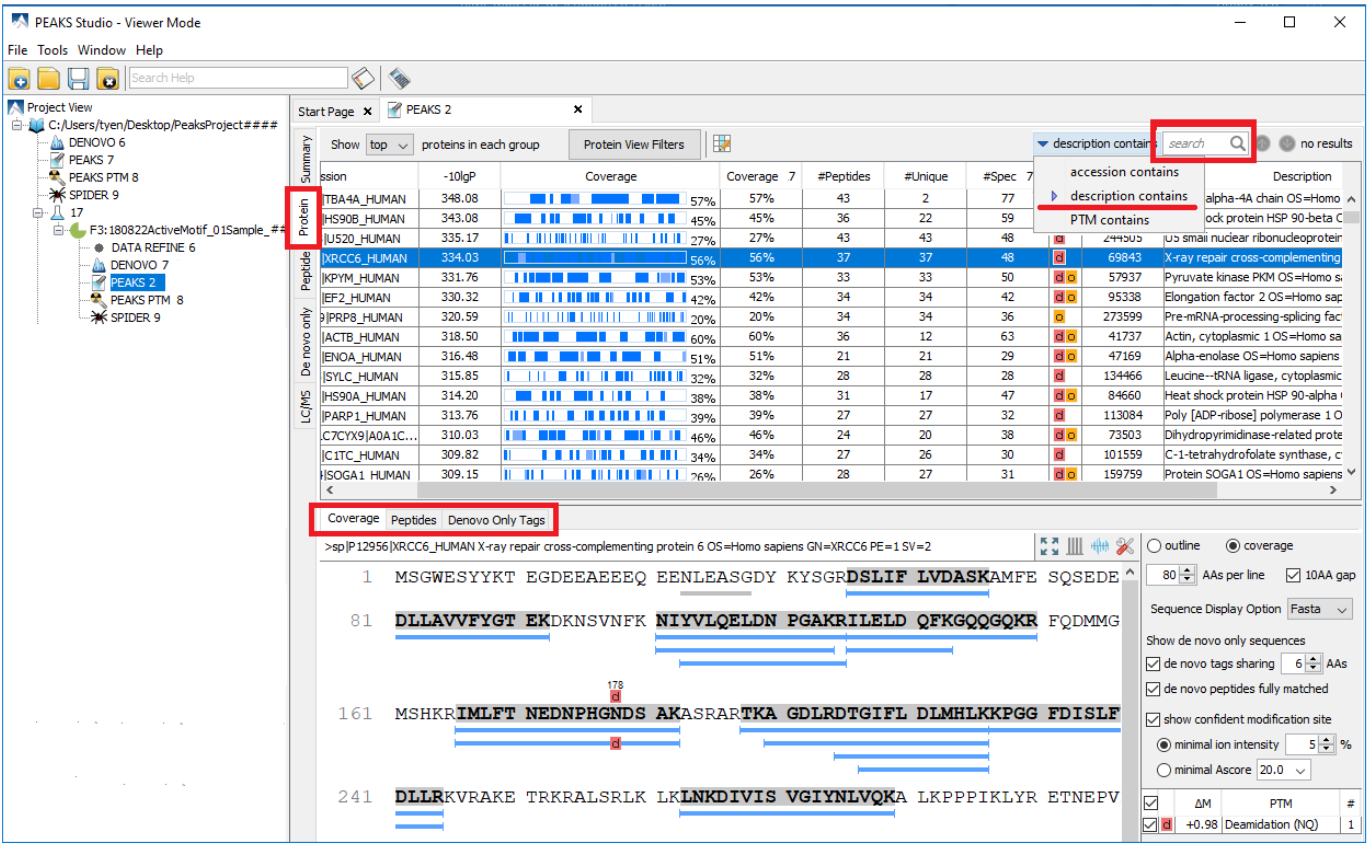 PEAKS Studio - Viewer Mode
File Tools Window Help
Search Help
Project View
C:/Users/tyen/Desktop/PeaksProject####
DENOVO 6
PEAKS 7
PEAKS PTM 8
SPIDER 9
17
F3:180822ActiveMotif_01Sample_##
DATA REFINE 6
DENOVO 7
PEAKS 2
PEAKS PTM 8
SPIDER 9
Start Page
PEAKS 2
Summary
Protein
Peptide
De novo only
LC/MS
Show top proteins in each group Protein View Filters description contains search no results
accession contains
description contains
PTM contains
ssion -10lgP Coverage Coverage 7 #Peptides #Unique #Spec 7 Description
|TBA4A_HUMAN 348.08 57% 57% 43 2 77 alpha-4A chain OS=Homo
|HS90B_HUMAN 343.08 45% 45% 36 22 59 ock protein HSP 90-beta C
|U520_HUMAN 335.17 27% 27% 43 43 48 d 244505 U5 small nuclear ribonucleoprotein
|XRCC6_HUMAN 334.03 56% 56% 37 37 48 d 69843 X-ray repair cross-complementing
|KPYM_HUMAN 331.76 53% 53% 33 33 50 d o 57937 Pyruvate kinase PKM OS=Homo sa
|EF2_HUMAN 330.32 42% 42% 34 34 42 d o 95338 Elongation factor 2 OS=Homo sap
9|PRP8_HUMAN 320.59 20% 20% 34 34 36 o 273599 Pre-mRNA-processing-splicing fac
|ACTB_HUMAN 318.50 60% 60% 36 12 63 d o 41737 Actin, cytoplasmic 1 OS=Homo sa
|ENOA_HUMAN 316.48 51% 51% 21 21 29 d o 47169 Alpha-enolase OS=Homo sapiens
|SYLC_HUMAN 315.85 32% 32% 28 28 28 d 134466 Leucine--tRNA ligase, cytoplasmic
|HS90A_HUMAN 314.20 38% 38% 31 17 47 d o 84660 Heat shock protein HSP 90-alpha
|PARP1_HUMAN 313.76 39% 39% 27 27 32 d 113084 Poly [ADP-ribose] polymerase 1 O
.C7CYX9|A0A1C... 310.03 46% 46% 24 20 38 d o 73503 Dihydropyrimidinase-related prote
|C1TC_HUMAN 309.82 34% 34% 27 26 30 d 101559 C-1-tetrahydrofolate synthase, c
|SOGA1_HUMAN 309.15 26% 26% 28 27 31 d o 159759 Protein SOGA1 OS=Homo sapiens
Coverage Peptides Denovo Only Tags
>sp|P12956|XRCC6_HUMAN X-ray repair cross-complementing protein 6 OS=Homo sapiens GN=XRCC6 PE=1 SV=2
1 MSGWESYYKT EGDEEAEEEQ EENLEASGDY KYSGRDSLIF LVDASKAMFE SQSEDE
81 DLLAVVFYGT EKDKNSVNFK NIYVLQELDN PGAKRILELD QFKGQQGQKR FQDMMG
178
d
161 MSHKRIMLFT NEDNPHGNDS AKASRARTKA GDLRDTGIFL DLMHLKKPGG FDISLF
d
241 DLLRKVRAKE TRKRALSRLK LKLNKDIVIS VGIYNLVQKA LKPPPIKLYR ETNEPV
outline coverage
80 AAs per line 10AA gap
Sequence Display Option Fasta
Show de novo only sequences
de novo tags sharing 6 AAs
de novo peptides fully matched
show confident modification site
minimal ion intensity 5 %
minimal Ascore 20.0
ΔM PTM #
d +0.98 Deamidation (NQ) 1